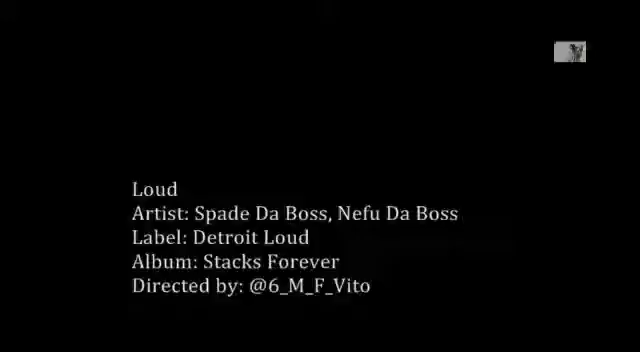 Loud
Artist: Spade Da Boss, Nefu Da Boss
Label: Detroit Loud
Album: Stacks Forever
Directed by: @6_M_F_Vito